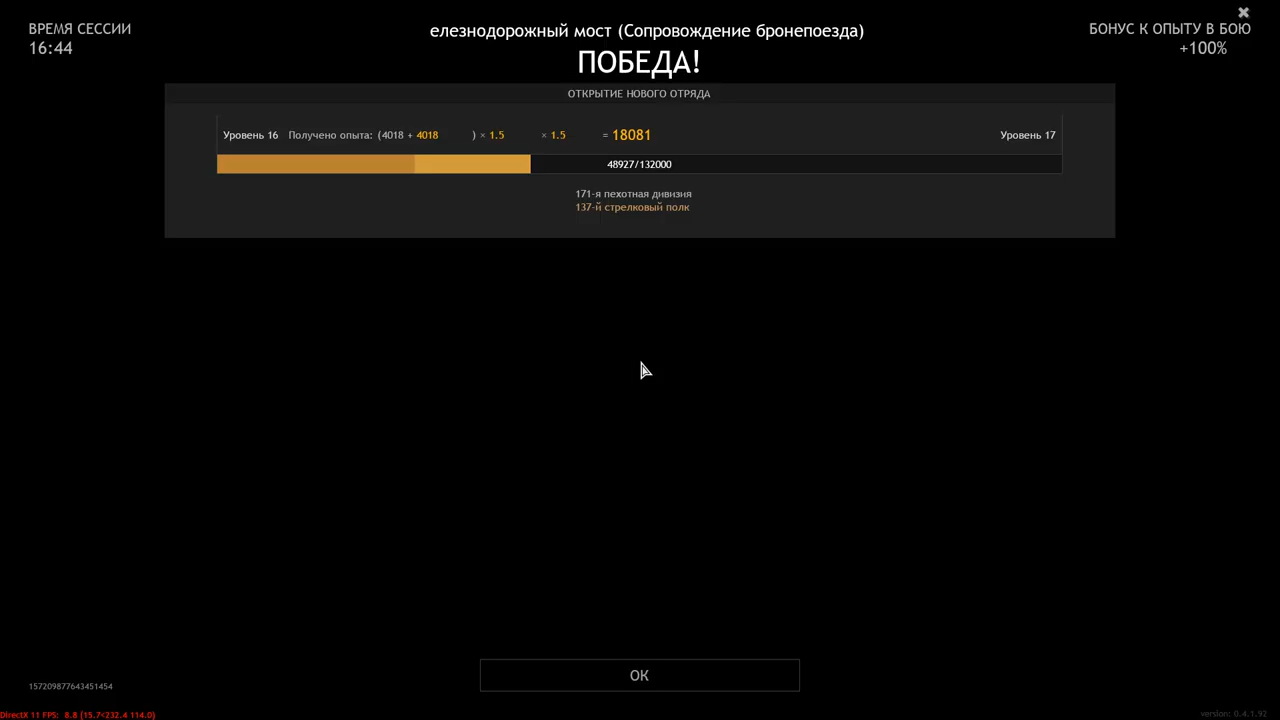 ВРЕМЯ СЕССИИ
16:44
елезнодорожный мост (Сопровождение бронепоезда)
ПОБЕДА!
БОНУС К ОПЫТУ В БОЮ
+100%
ОТКРЫТИЕ НОВОГО ОТРЯДА
Уровень 16 Получено опыта: (4018 + 4018 ) × 1.5 × 1.5 = 18081 Уровень 17
48927/132000
171-я пехотная дивизия
137-й стрелковый полк
ОК
157209877643451454
DirectX 11 FPS: 8.8 (15.7<232.4 114.0)
version: 0.4.1.92